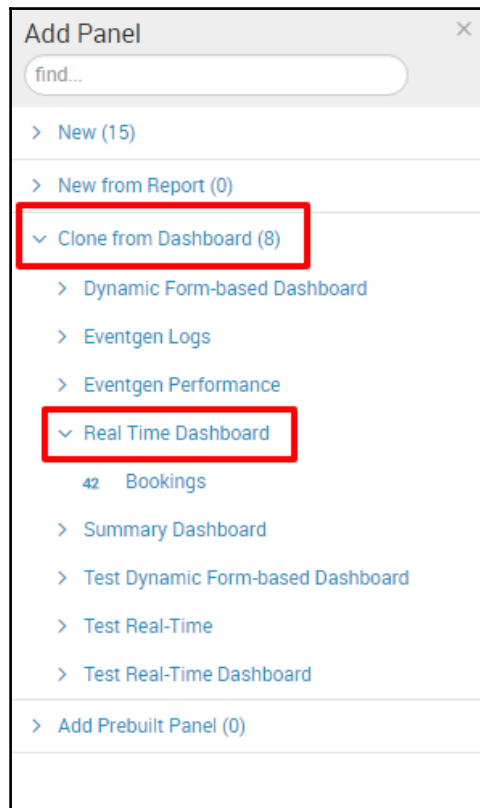 Add Panel
find...
New (15)
New from Report (0)
Clone from Dashboard (8)
Dynamic Form-based Dashboard
Eventgen Logs
Eventgen Performance
Real Time Dashboard
42 Bookings
Summary Dashboard
Test Dynamic Form-based Dashboard
Test Real-Time
Test Real-Time Dashboard
Add Prebuilt Panel (0)